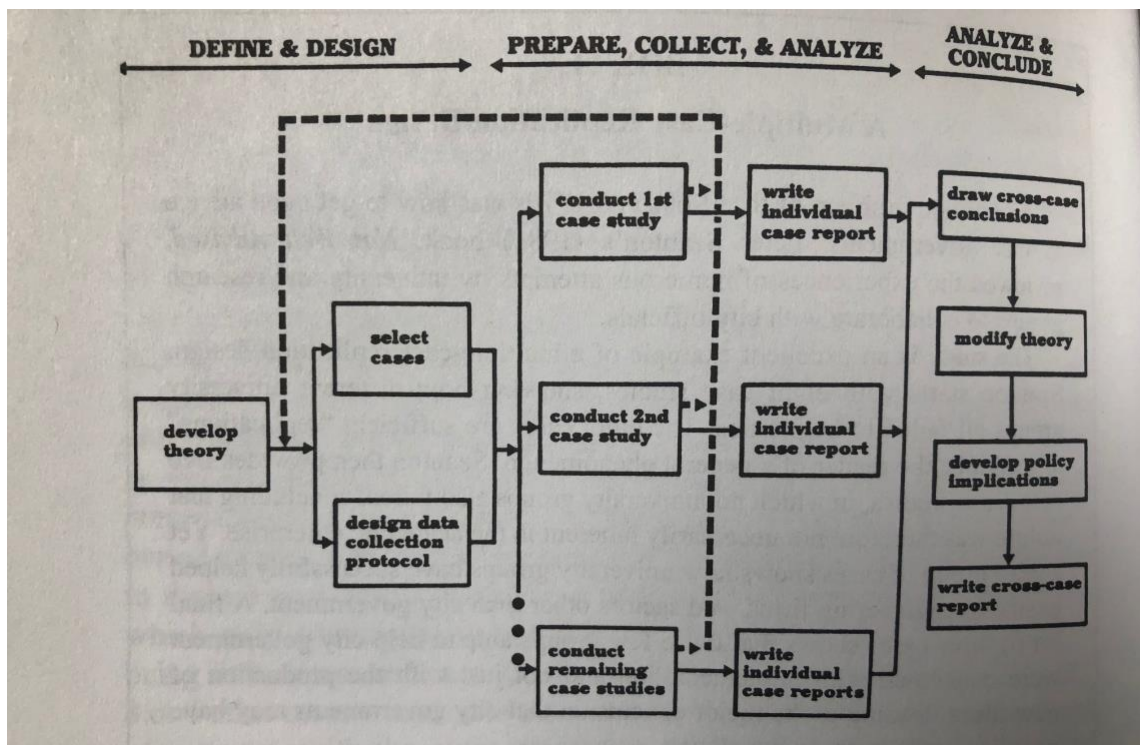 DEFINE & DESIGN
PREPARE, COLLECT, & ANALYZE
ANALYZE &
CONCLUDE
conduct 1st
case study
write
individual
case report
draw cross-case
conclusions
select
cases
modify theory
develop
theory
conduct 2nd
case study
write
individual
case report
develop policy
implications
design data
collection
protocol
write cross-case
report
conduct
remaining
case studies
write
individual
case reports